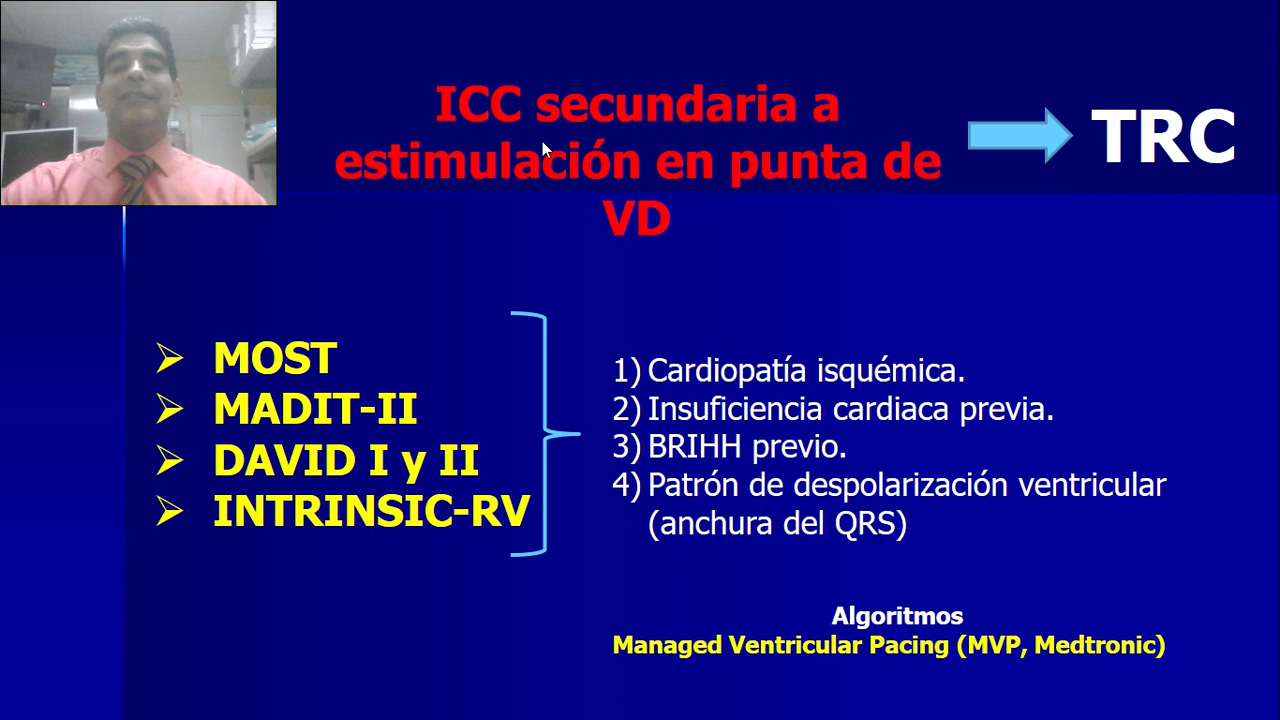 ICC secundaria a
estimulación en punta de
VD
TRC
MOST
MADIT-II
DAVID I y II
INTRINSIC-RV
1) Cardiopatía isquémica.
2) Insuficiencia cardiaca previa.
3) BRIHH previo.
4) Patrón de despolarización ventricular
(anchura del QRS)
Algoritmos
Managed Ventricular Pacing (MVP, Medtronic)